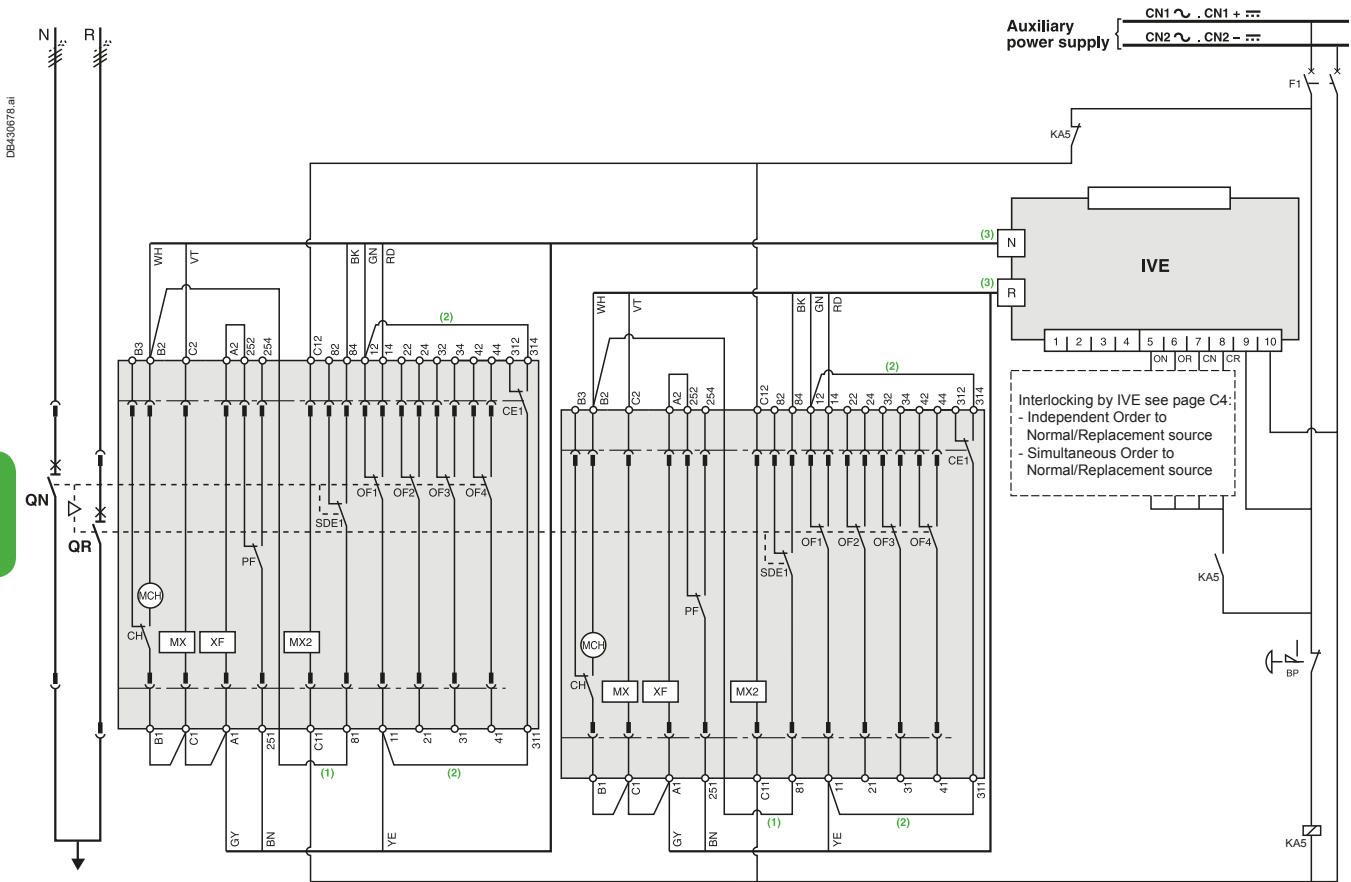 DB430678.ai
N
R
Auxiliary
power supply
CN1 ∿ . CN1 + ⎓
CN2 ∿ . CN2 – ⎓
F1
KA5
(3)
N
(3)
R
IVE
1 2 3 4 5 6 7 8 9 10
ON OR CN CR
Interlocking by IVE see page C4:
- Independent Order to
Normal/Replacement source
- Simultaneous Order to
Normal/Replacement source
KA5
BP
KA5
QN
QR
WH VT BK GN RD
(2)
B3 B2 C2 A2 252 254 C12 82 84 12 14 22 24 32 34 42 44 312 314
CE1
OF1 OF2 OF3 OF4
SDE1
PF
MCH
CH
MX XF MX2
B1 C1 A1 251 C11 81 11 21 31 41 311
(1) (2)
GY BN YE
WH VT BK GN RD
(2)
B3 B2 C2 A2 252 254 C12 82 84 12 14 22 24 32 34 42 44 312 314
CE1
OF1 OF2 OF3 OF4
SDE1
PF
MCH
CH
MX XF MX2
B1 C1 A1 251 C11 81 11 21 31 41 311
(1) (2)
GY BN YE